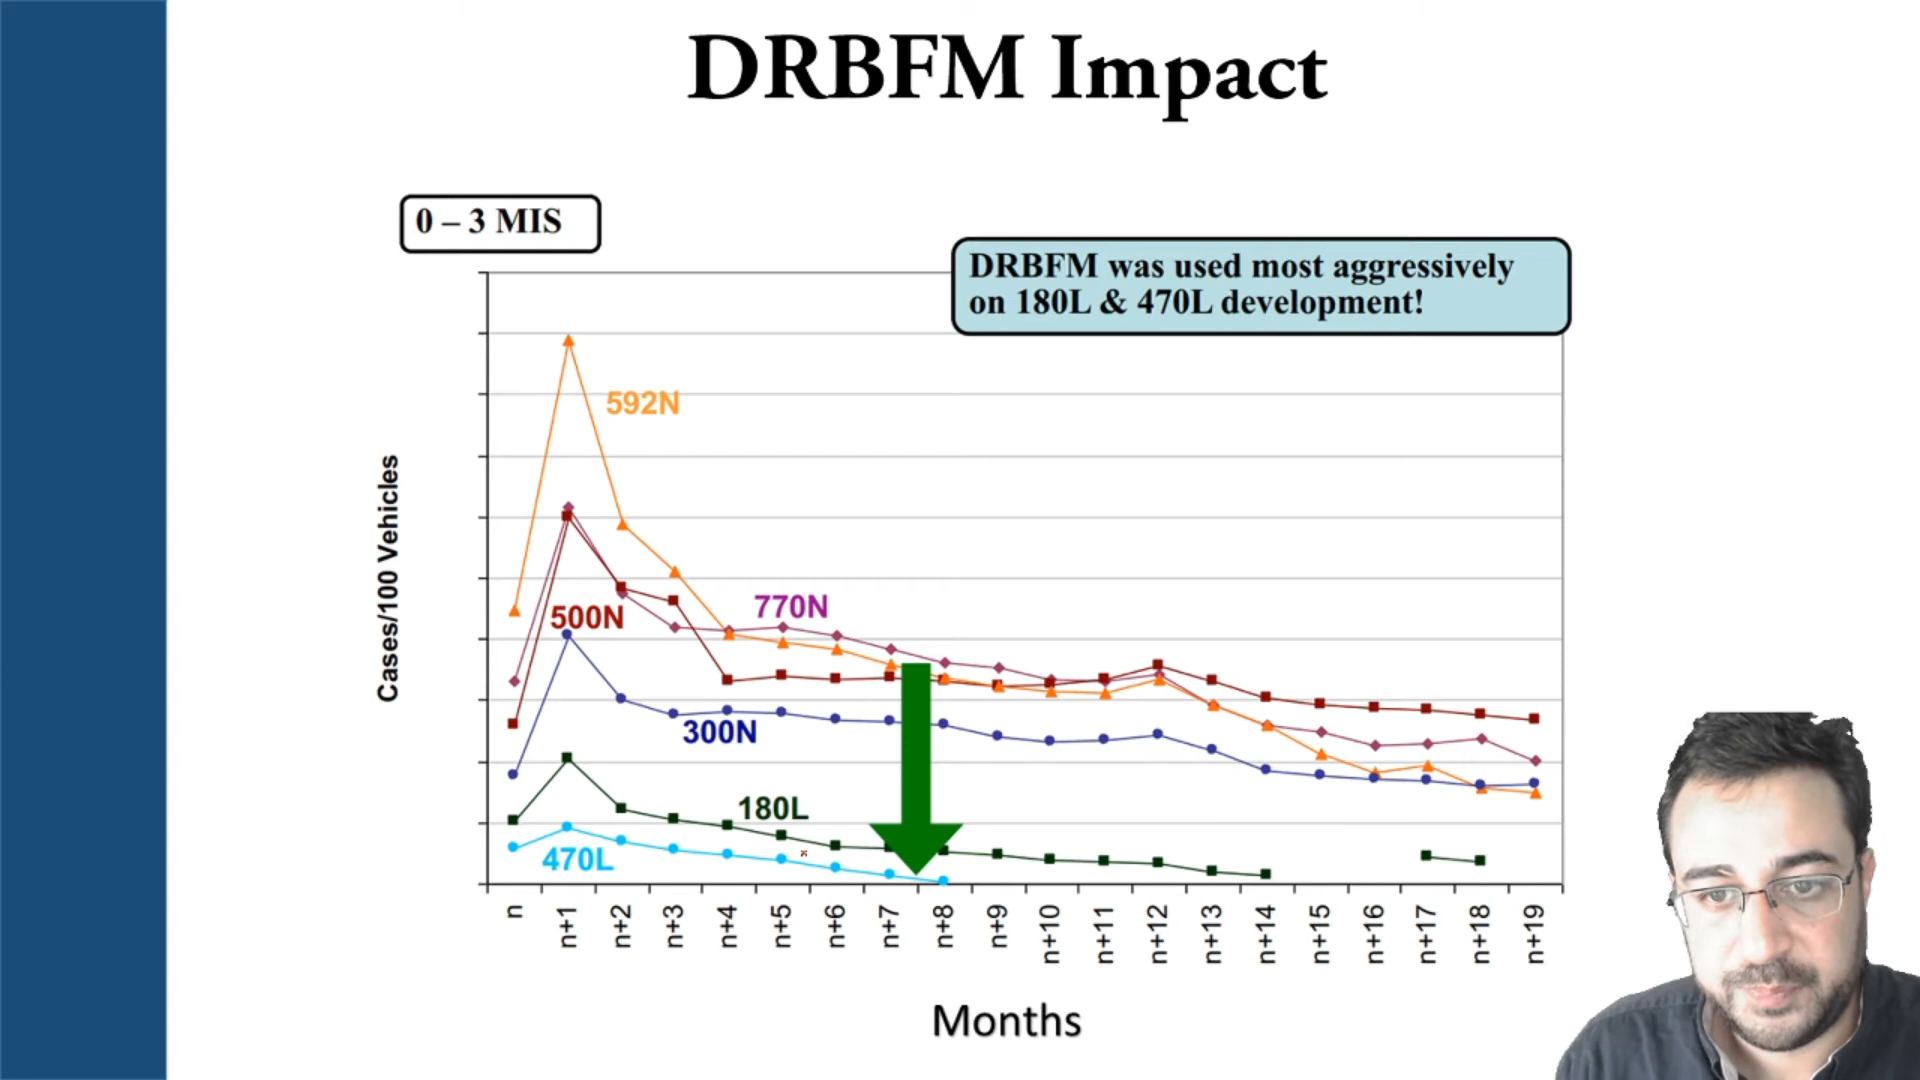 DRBFM Impact
0 – 3 MIS
DRBFM was used most aggressively
on 180L & 470L development!
592N
770N
500N
300N
180L
470L
Cases/100 Vehicles
n
n+1
n+2
n+3
n+4
n+5
n+6
n+7
n+8
n+9
n+10
n+11
n+12
n+13
n+14
n+15
n+16
n+17
n+18
n+19
Months